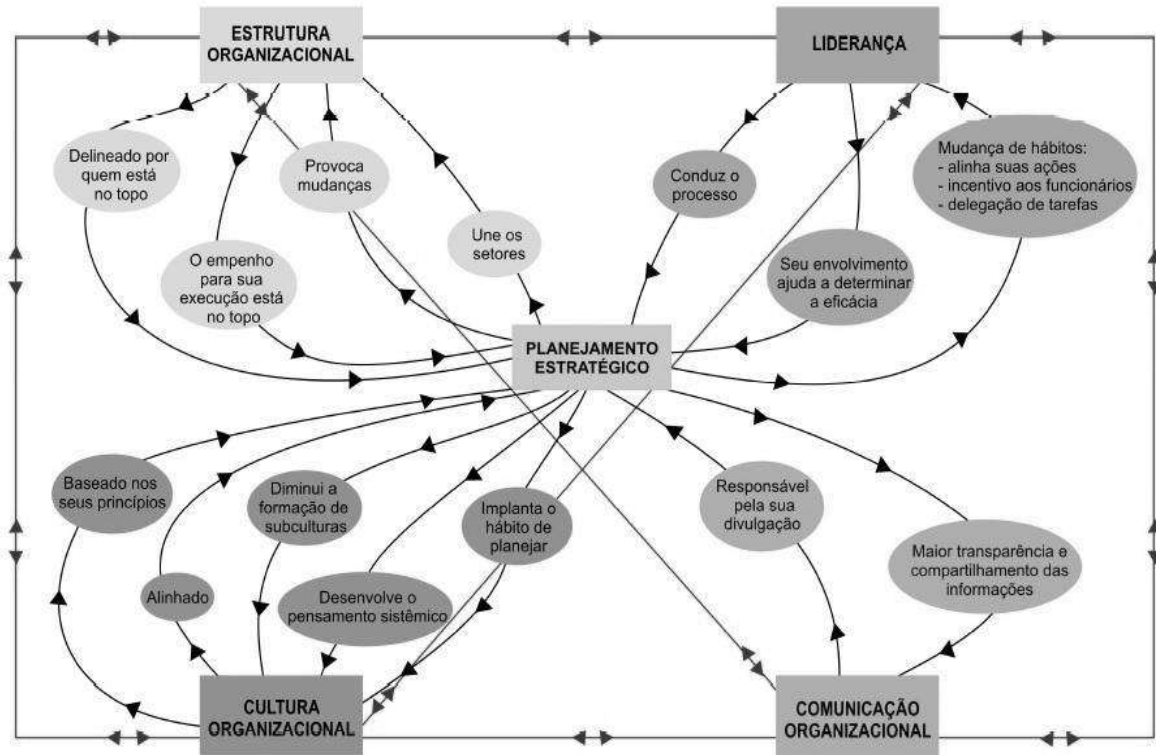 ESTRUTURA
ORGANIZACIONAL
LIDERANÇA
Delineado por
quem está
no topo
Provoca
mudanças
Conduz o
processo
Mudança de hábitos:
- alinha suas ações
- incentivo aos funcionários
- delegação de tarefas
O empenho
para sua
execução está
no topo
Une os
setores
Seu envolvimento
ajuda a determinar
a eficácia
PLANEJAMENTO
ESTRATÉGICO
Baseado nos
seus princípios
Diminui a
formação de
subculturas
Implanta o
hábito de
planejar
Responsável
pela sua
divulgação
Maior transparência e
compartilhamento das
informações
Alinhado
Desenvolve o
pensamento sistêmico
CULTURA
ORGANIZACIONAL
COMUNICAÇÃO
ORGANIZACIONAL